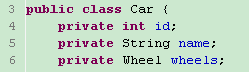 3 public class Car {
4     private int id;
5     private String name;
6     private Wheel wheels;